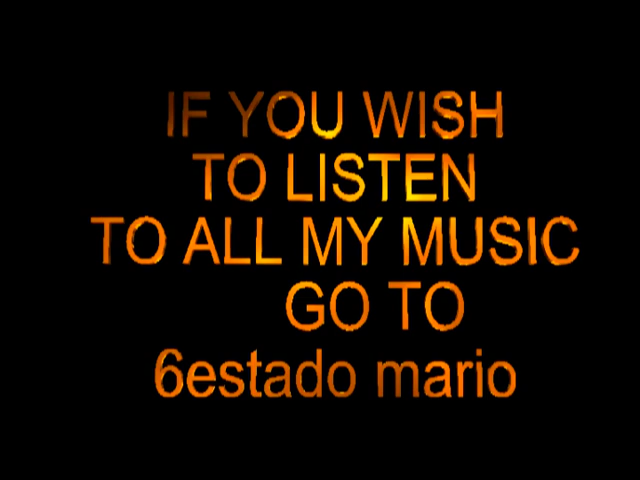 IF YOU WISH
TO LISTEN
TO ALL MY MUSIC
GO TO
6estado mario